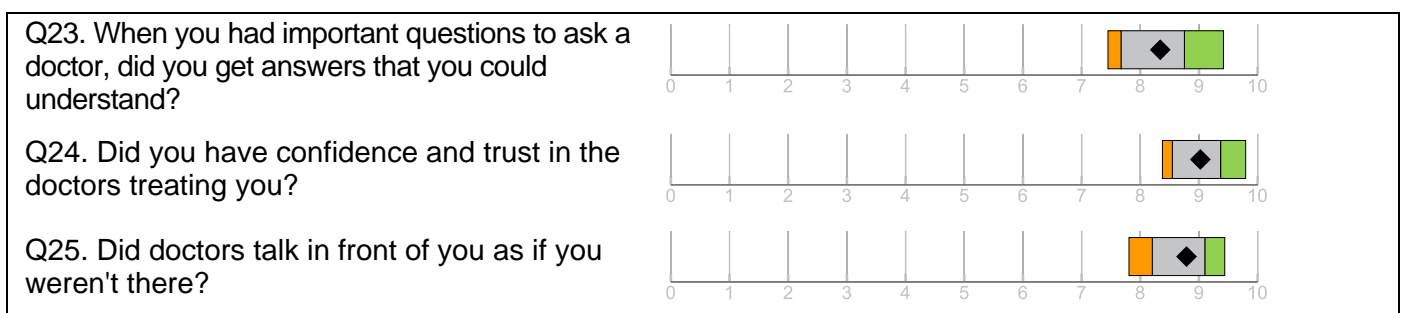 Q23. When you had important questions to ask a
doctor, did you get answers that you could
understand?
0 1 2 3 4 5 6 7 8 9 10
Q24. Did you have confidence and trust in the
doctors treating you?
0 1 2 3 4 5 6 7 8 9 10
Q25. Did doctors talk in front of you as if you
weren't there?
0 1 2 3 4 5 6 7 8 9 10